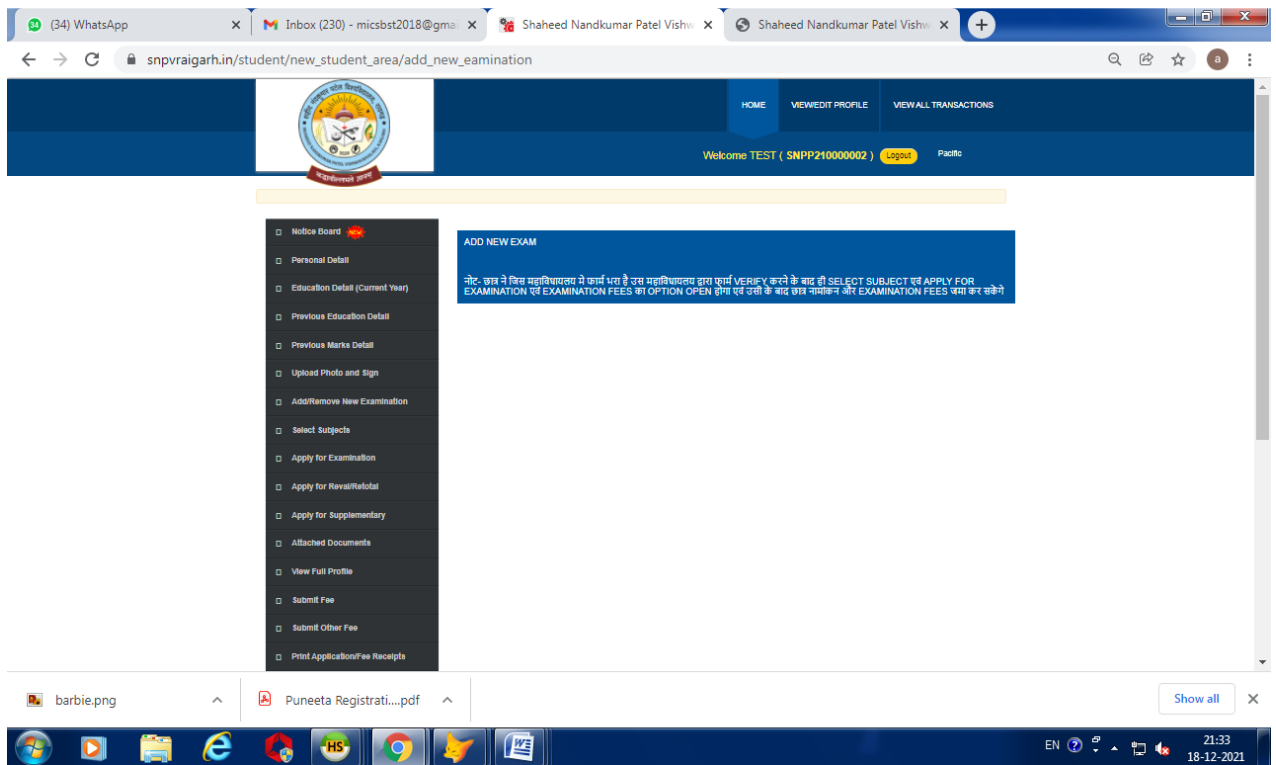 (34) WhatsApp
Inbox (230) - micsbst2018@gma
Shaheed Nandkumar Patel Vishw
Shaheed Nandkumar Patel Vishw
snpvraigarh.in/student/new_student_area/add_new_eamination
a
HOME VIEW/EDIT PROFILE VIEW ALL TRANSACTIONS
Welcome TEST ( SNPP210000002 ) Logout Pacific
Notice Board NEW
Personal Detail
Education Detail (Current Year)
Previous Education Detail
Previous Marks Detail
Upload Photo and Sign
Add/Remove New Examination
Select Subjects
Apply for Examination
Apply for Reval/Retotal
Apply for Supplementary
Attached Documents
View Full Profile
Submit Fee
Submit Other Fee
Print Application/Fee Receipts
ADD NEW EXAM
नोट- छात्र ने जिस महाविधायलय मे फार्म भरा है उस महाविधायलय द्वारा फ़ार्म VERIFY करने के बाद ही SELECT SUBJECT एवं APPLY FOR
EXAMINATION एवं EXAMINATION FEES का OPTION OPEN होगा एवं उसी के बाद छात्र नामांकन और EXAMINATION FEES जमा कर सकेंगे
barbie.png
Puneeta Registrati....pdf
Show all
HS
EN
21:33
18-12-2021